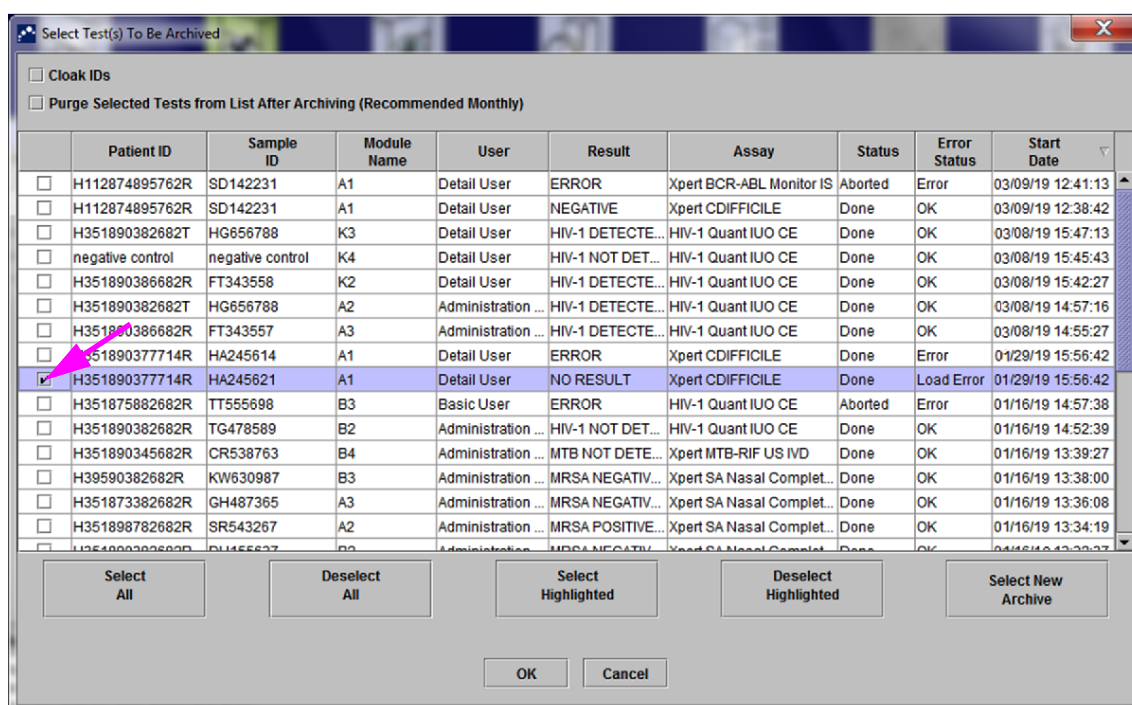 Select Test(s) To Be Archived
Cloak IDs
Purge Selected Tests from List After Archiving (Recommended Monthly)
Patient ID Sample ID Module Name User Result Assay Status Error Status Start Date
H112874895762R SD142231 A1 Detail User ERROR Xpert BCR-ABL Monitor IS Aborted Error 03/09/19 12:41:13
H112874895762R SD142231 A1 Detail User NEGATIVE Xpert CDIFFICILE Done OK 03/09/19 12:38:42
H351890382682T HG656788 K3 Detail User HIV-1 DETECTE... HIV-1 Quant IUO CE Done OK 03/08/19 15:47:13
negative control negative control K4 Detail User HIV-1 NOT DET... HIV-1 Quant IUO CE Done OK 03/08/19 15:45:43
H351890386682R FT343558 K2 Detail User HIV-1 DETECTE... HIV-1 Quant IUO CE Done OK 03/08/19 15:42:27
H351890382682T HG656788 A2 Administration ... HIV-1 DETECTE... HIV-1 Quant IUO CE Done OK 03/08/19 14:57:16
H351890386682R FT343557 A3 Administration ... HIV-1 DETECTE... HIV-1 Quant IUO CE Done OK 03/08/19 14:55:27
H351890377714R HA245614 A1 Detail User ERROR Xpert CDIFFICILE Done Error 01/29/19 15:56:42
H351890377714R HA245621 A1 Detail User NO RESULT Xpert CDIFFICILE Done Load Error 01/29/19 15:56:42
H351875882682R TT555698 B3 Basic User ERROR HIV-1 Quant IUO CE Aborted Error 01/16/19 14:57:38
H351890382682R TG478589 B2 Administration ... HIV-1 NOT DET... HIV-1 Quant IUO CE Done OK 01/16/19 14:52:39
H351890345682R CR538763 B4 Administration ... MTB NOT DETE... Xpert MTB-RIF US IVD Done OK 01/16/19 13:39:27
H39590382682R KW630987 B3 Administration ... MRSA NEGATIV... Xpert SA Nasal Complet... Done OK 01/16/19 13:38:00
H351873382682R GH487365 A3 Administration ... MRSA NEGATIV... Xpert SA Nasal Complet... Done OK 01/16/19 13:36:08
H351898782682R SR543267 A2 Administration ... MRSA POSITIVE... Xpert SA Nasal Complet... Done OK 01/16/19 13:34:19
Select All Deselect All Select Highlighted Deselect Highlighted Select New Archive
OK Cancel